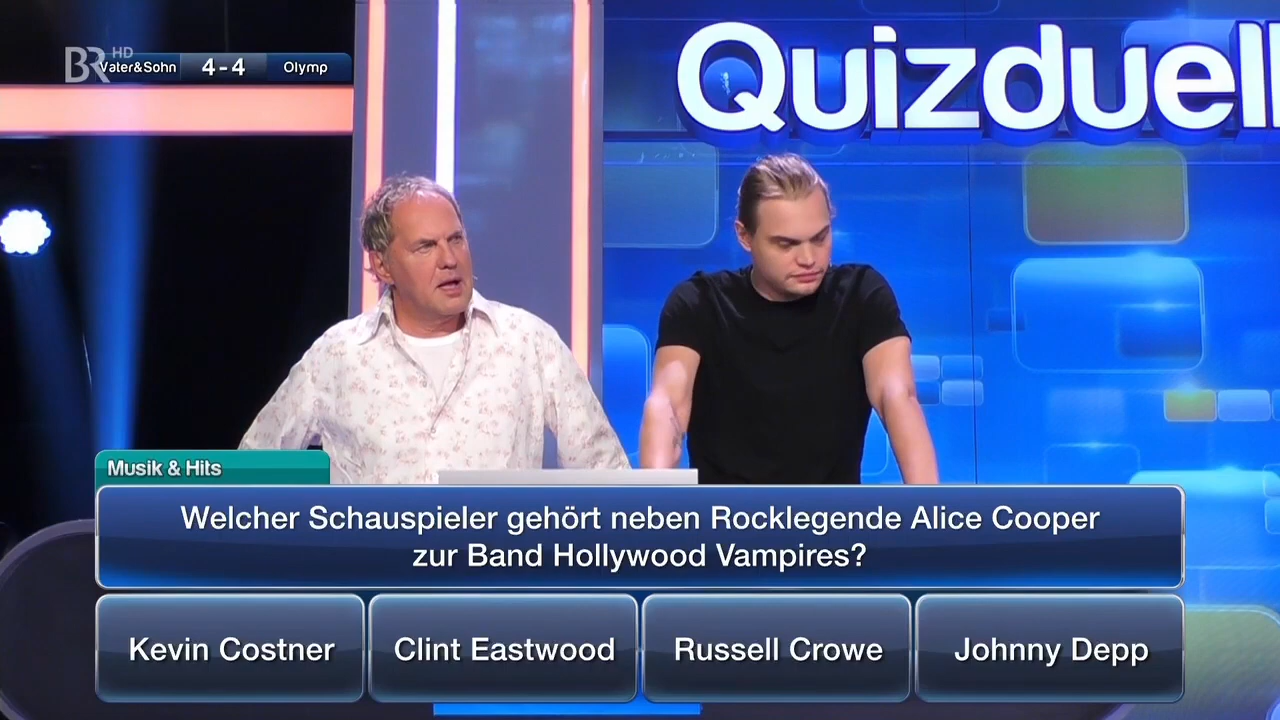 BR HD
Vater&Sohn 4-4 Olymp
Quizduell
Musik & Hits
Welcher Schauspieler gehört neben Rocklegende Alice Cooper
zur Band Hollywood Vampires?
Kevin Costner
Clint Eastwood
Russell Crowe
Johnny Depp